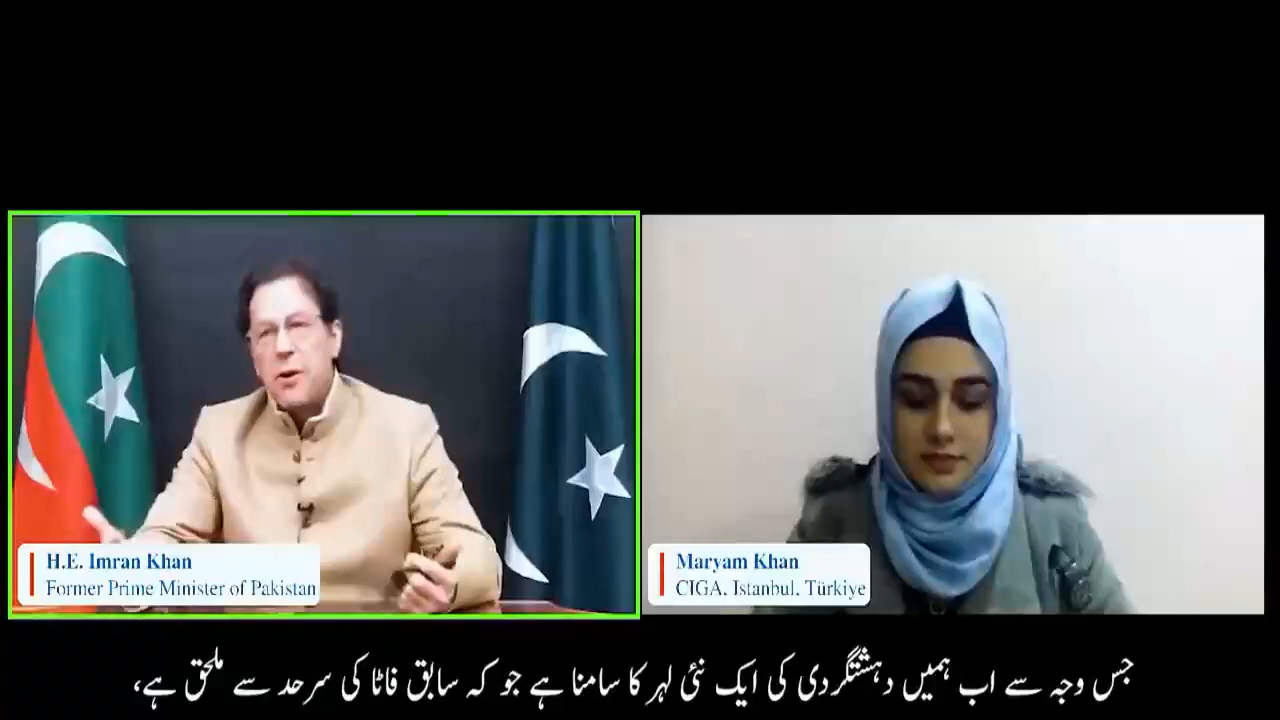 H.E. Imran Khan
Former Prime Minister of Pakistan
Maryam Khan
CIGA, Istanbul, Türkiye
جس وجہ سے اب ہمیں دہشتگردی کی ایک نئی لہر کا سامنا ہے جو کہ سابق فاٹا کی سرحد سے ملحق ہے،